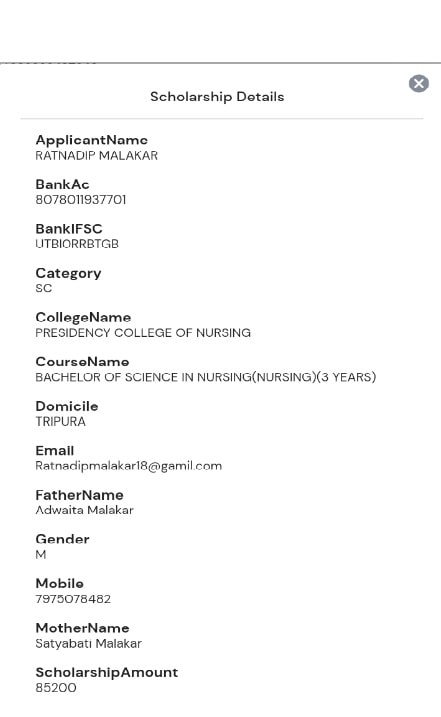 Scholarship Details
ApplicantName
RATNADIP MALAKAR
BankAc
8078011937701
BankIFSC
UTBI0RRBTGB
Category
SC
CollegeName
PRESIDENCY COLLEGE OF NURSING
CourseName
BACHELOR OF SCIENCE IN NURSING(NURSING)(3 YEARS)
Domicile
TRIPURA
Email
Ratnadipmalakar18@gamil.com
FatherName
Adwaita Malakar
Gender
M
Mobile
7975078482
MotherName
Satyabati Malakar
ScholarshipAmount
85200